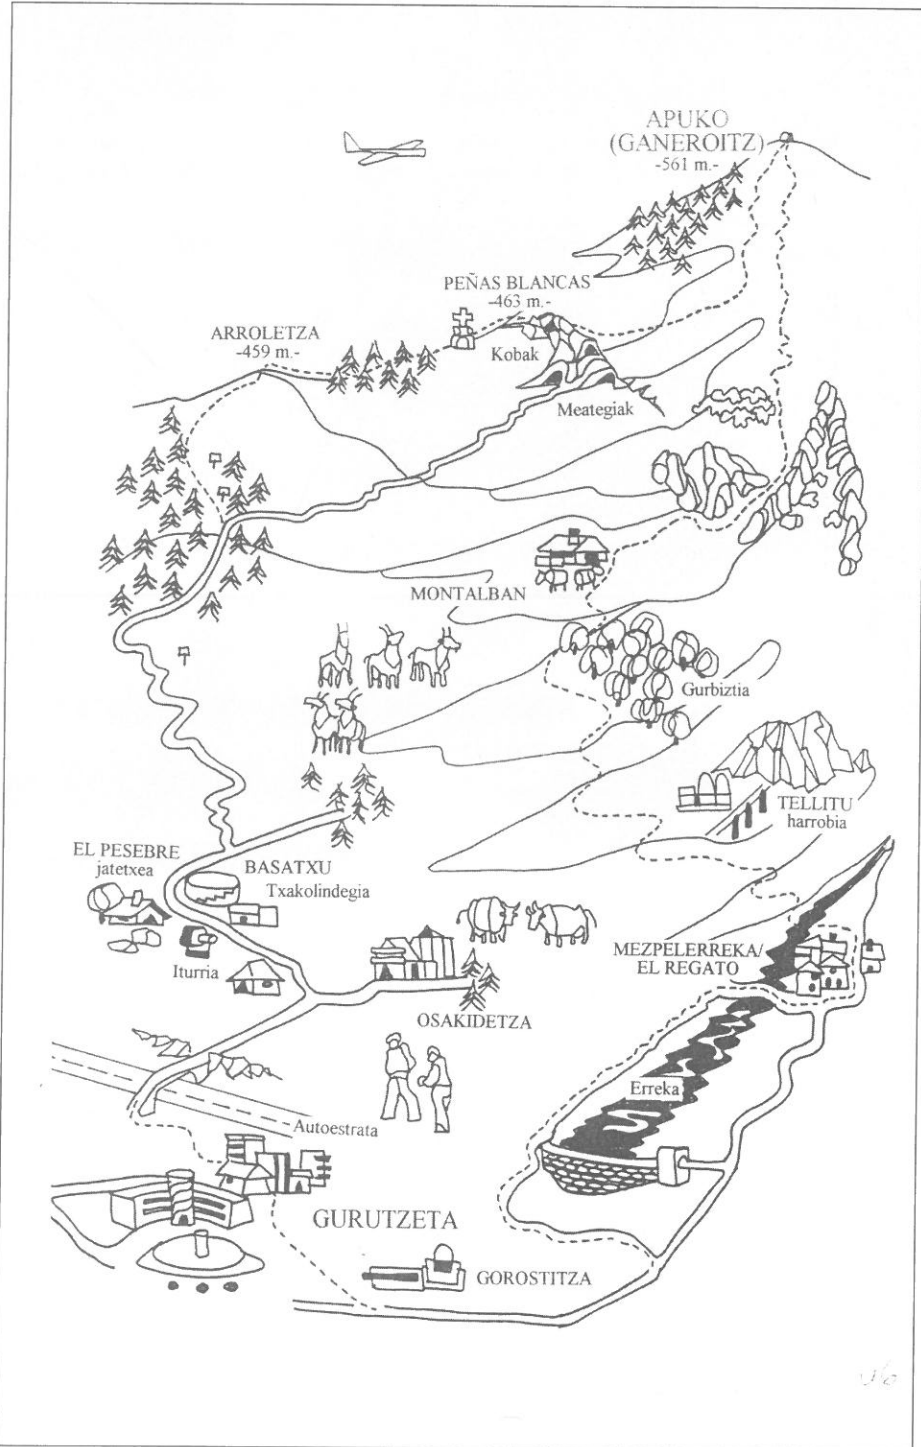 APUKO
(GANEROITZ)
-561 m.-
PEÑAS BLANCAS
-463 m.-
ARROLETZA
-459 m.-
Kobak
Meategiak
MONTALBAN
Gurbiztia
TELLITU
harrobia
EL PESEBRE
jatetxea
BASATXU
Txakolindegia
MEZPELERREKA/
EL REGATO
Iturria
OSAKIDETZA
Erreka
Autoestrata
GURUTZETA
GOROSTITZA